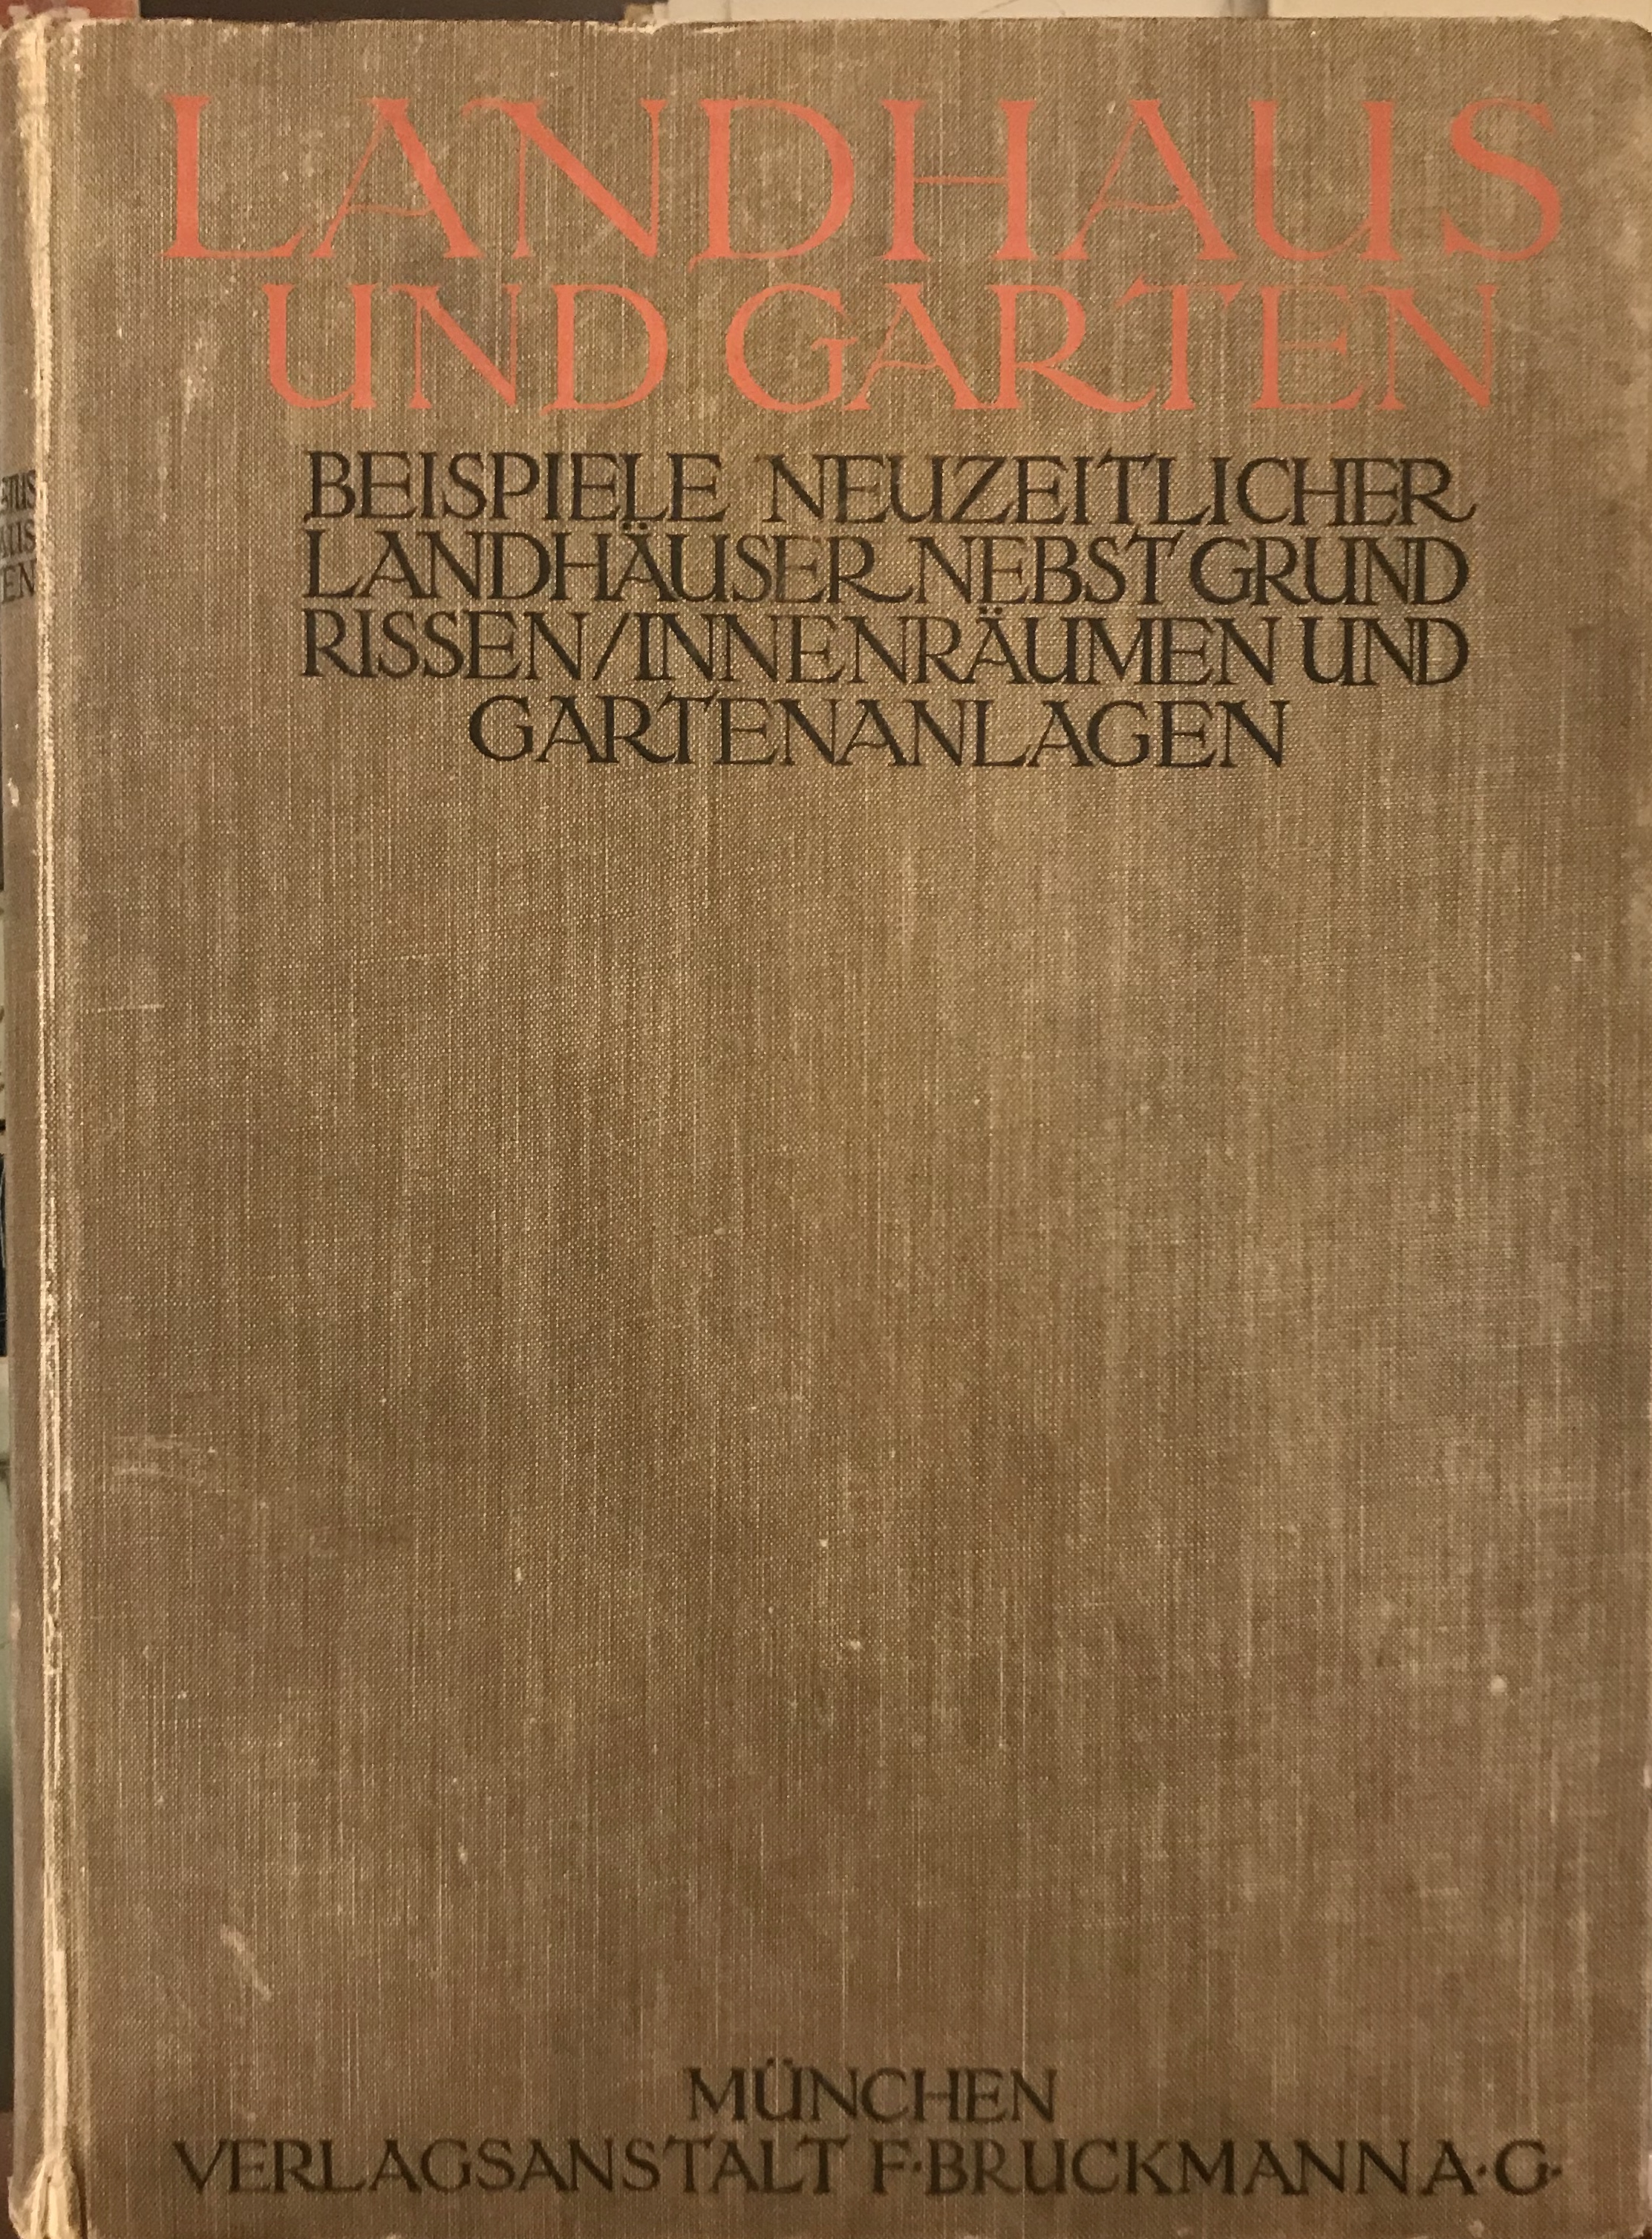 LANDHAUS
UND GARTEN
BEISPIELE NEUZEITLICHER
LANDHÄUSER NEBST GRUND
RISSEN/INNENRÄUMEN UND
GARTENANLAGEN
MÜNCHEN
VERLAGSANSTALT F·BRUCKMANN A·G·